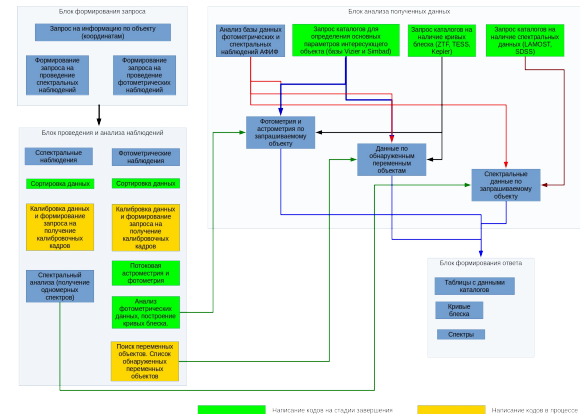 Блок формирования запроса
Запрос на информацию по объекту
(координатам)
Формирование
запроса на
проведение
спектральных
наблюдений
Формирование
запроса на
проведение
фотометрических
наблюдений
Блок проведения и анализа наблюдений
Сспектральные
наблюдения
Фотометрические
наблюдения
Сортировка данных
Сортировка данных
Калибровка данных
и формирование
запроса на
получение
калибровочных
кадров
Калибровка данных
и формирование
запроса на
получение
калибровочных
кадров
Спектральный
анализа (получение
одномерных
спектров)
Потоковая
астрометрия и
фотометрия
Анализ
фотометрических
данных, построение
кривых блеска.
Поиск переменных
объектов. Список
обнаруженных
переменных
объектов
Блок анализа полученных данных
Анализ базы данных
фотометрических и
спектральных
наблюдений АФИФ
Запрос каталогов для
определения основных
параметров интересующего
объекта (базы Vizier и Simbad)
Запрос каталогов на
наличие кривых
блеска (ZTF, TESS,
Kepler)
Запрос каталогов на
наличие спектральных
данных (LAMOST,
SDSS)
Фотометрия и
астрометрия по
запрашиваемому
объекту
Данные по
обнаруженным
переменным
объектам
Спектральные
данные по
запрашиваемому
объекту
Блок формирования ответа
Таблицы с данными
каталогов
Кривые
блеска
Спектры
Написание кодов на стадии завершения
Написание кодов в процессе